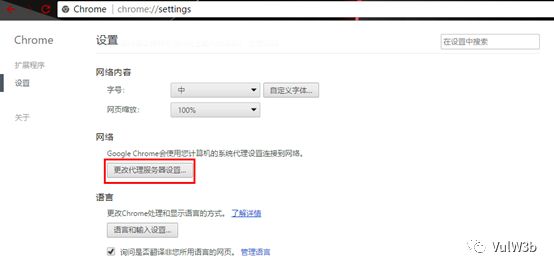 Chrome chrome://settings
Chrome
设置
在设置中搜索
扩展程序
设置
关于
网络内容
字号:
中
自定义字体...
网页缩放:
100%
网络
Google Chrome会使用您计算机的系统代理设置连接到网络。
更改代理服务器设置...
语言
更改Chrome处理和显示语言的方式。 了解详情
语言和输入设置...
询问是否翻译非您所用语言的网页。 管理语言
VulW3b